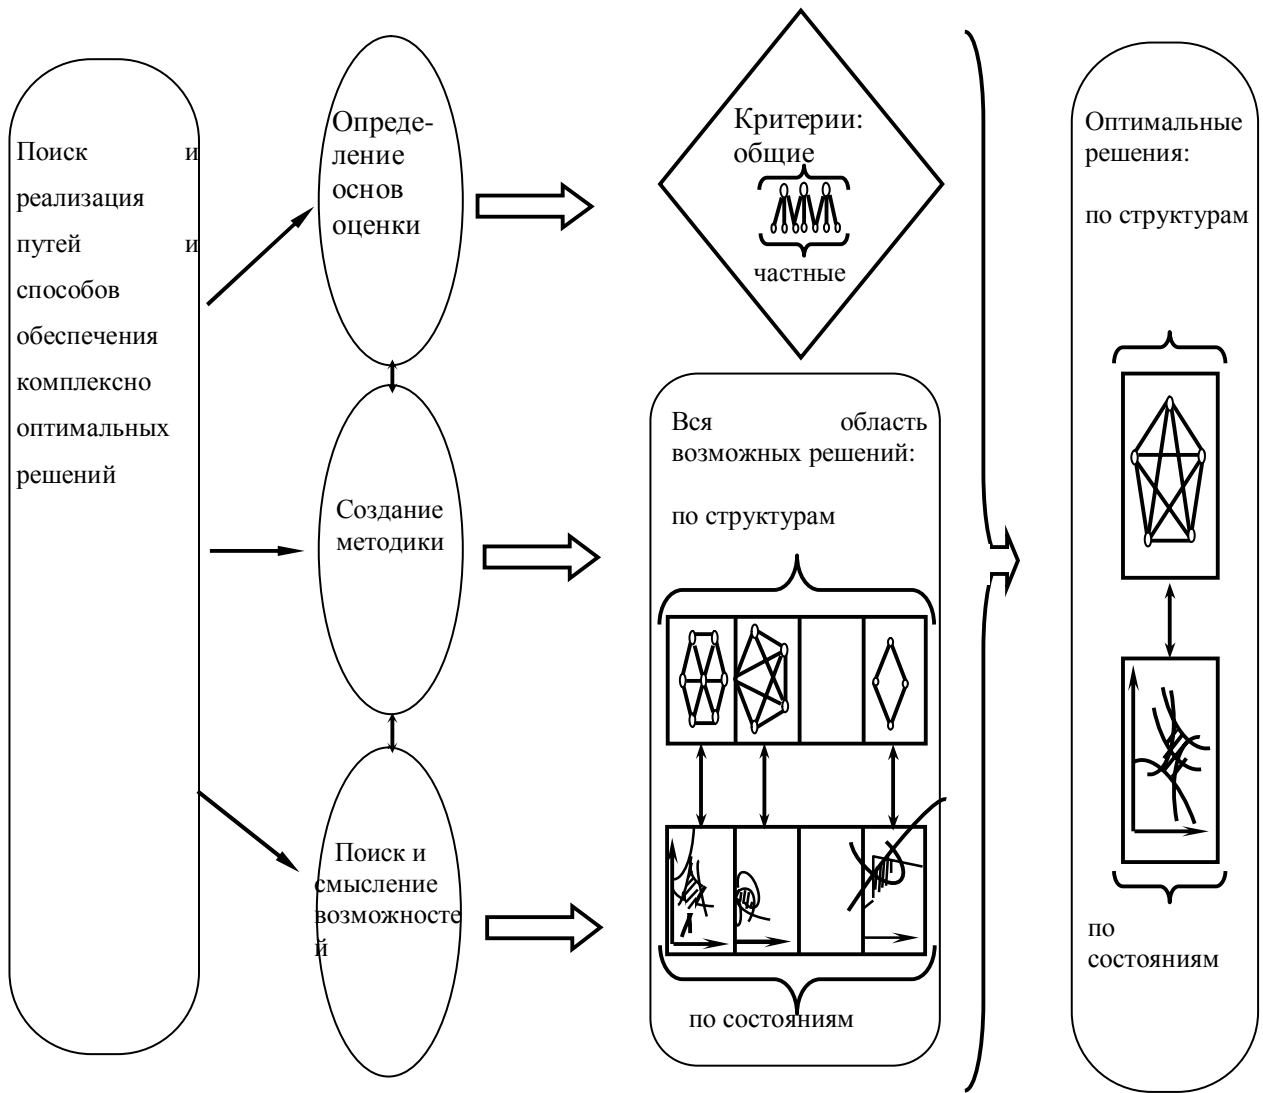 Поиск и
реализация
путей и
способов
обеспечения
комплексно
оптимальных
решений
Опреде-
ление
основ
оценки
Создание
методики
Поиск и
смысление
возможносте
й
Критерии:
общие
частные
Вся область
возможных решений:
по структурам
по состояниям
Оптимальные
решения:
по структурам
по
состояниям